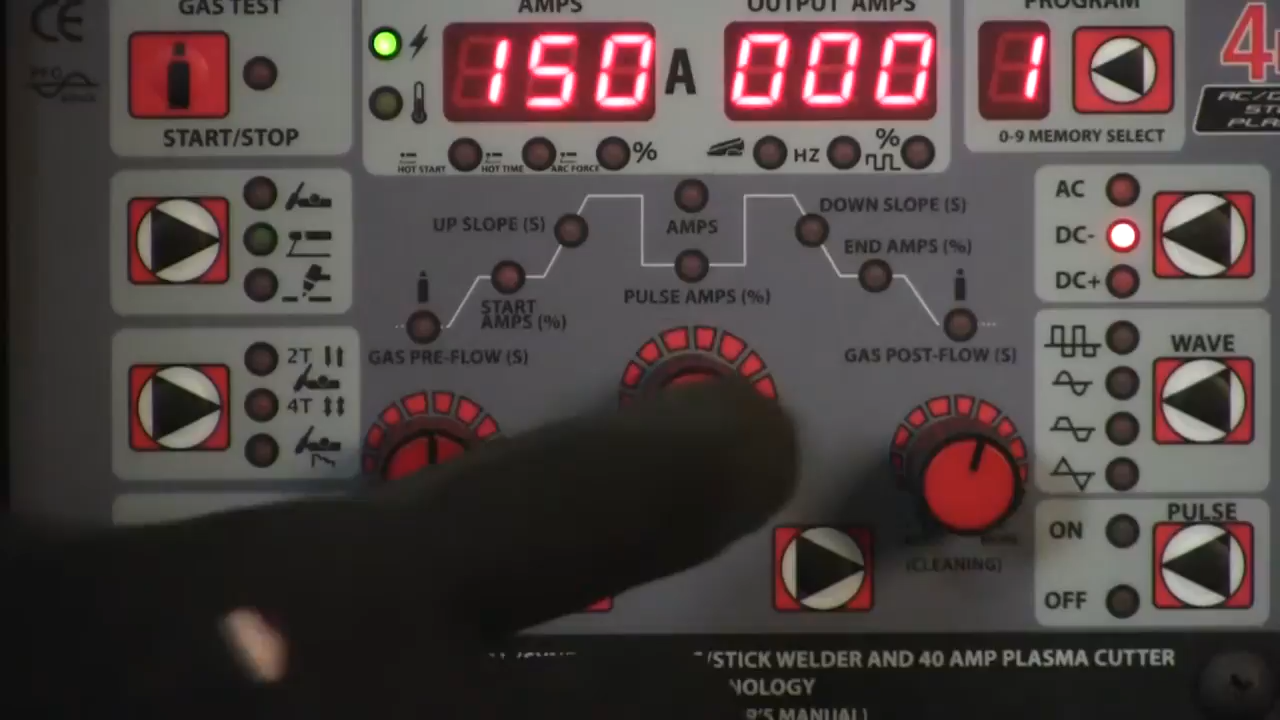 CE
GAS TEST
START/STOP
AMPS
150 A
OUTPUT AMPS
000
PROGRAM
1
0-9 MEMORY SELECT
4
AC/D
HOT START
HOT TIME
ARC FORCE
%
HZ
%
UP SLOPE (S)
AMPS
DOWN SLOPE (S)
START
AMPS (%)
PULSE AMPS (%)
END AMPS (%)
GAS PRE-FLOW (S)
GAS POST-FLOW (S)
2T
4T
AC
DC-
DC+
WAVE
PULSE
ON
OFF
(CLEANING)
/STICK WELDER AND 40 AMP PLASMA CUTTER
NOLOGY
R'S MANUAL)